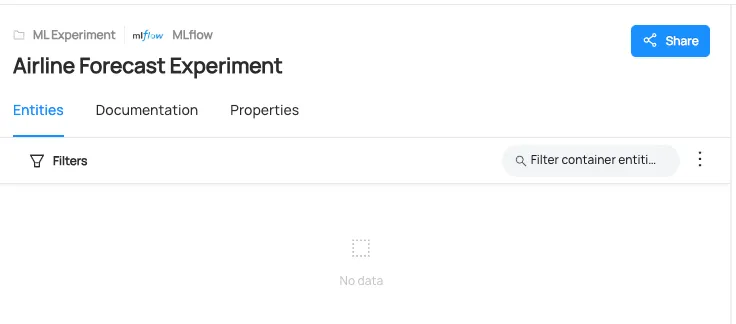 ML Experiment mlflow MLflow
Share
Airline Forecast Experiment
Entities Documentation Properties
Filters Filter container entiti...
No data